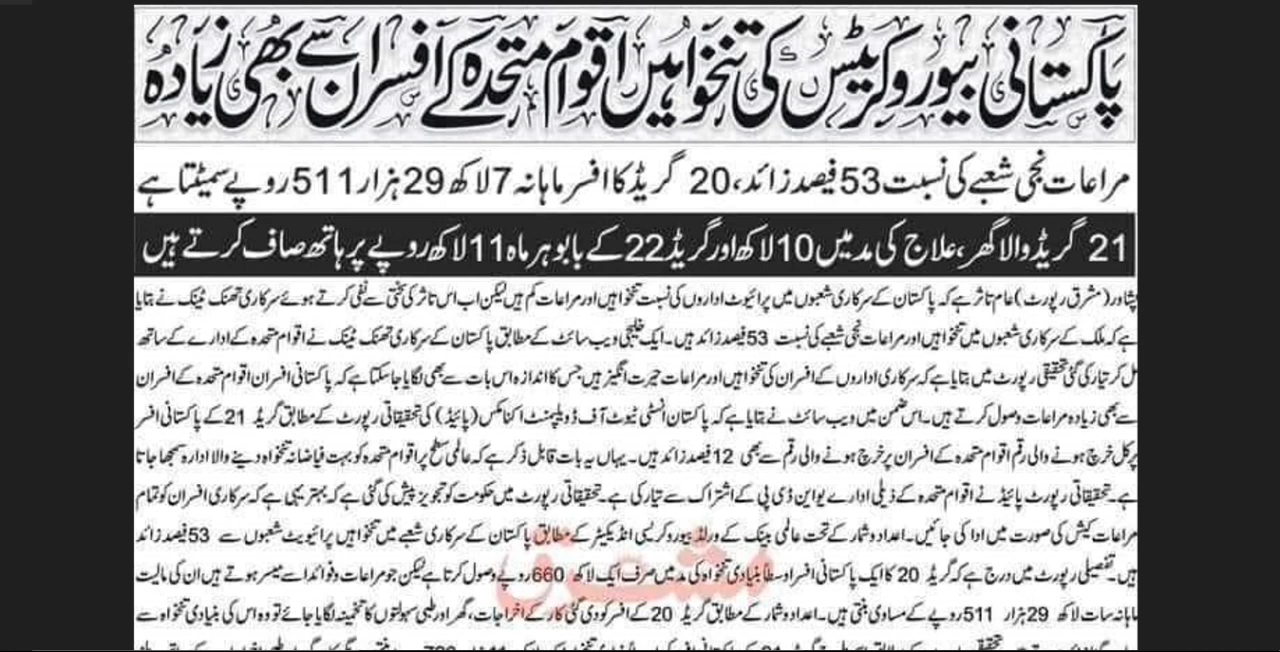 پاکستانی بیوروکریٹس کی تنخواہیں اقوام متحدہ کے افسران سے بھی زیادہ
مراعات نجی شعبے کی نسبت 53 فیصد زائد، 20 گریڈ کا افسر ماہانہ 7 لاکھ 29 ہزار 511 روپے سمیٹتا ہے
21 گریڈ والا گھر، علاج کی مد میں 10 لاکھ اور گریڈ 22 کے بابو ہر ماہ 11 لاکھ روپے پر ہاتھ صاف کرتے ہیں
پشاور (مشرق رپورٹ) عام تاثر ہے کہ پاکستان کے سرکاری شعبوں میں پرائیوٹ اداروں کی نسبت تنخواہیں اور مراعات کم ہیں لیکن اب اس تاثر کی سختی سے نفی کرتے ہوئے سرکاری تھنک ٹینک نے بتایا
ہے کہ ملک کے سرکاری شعبوں میں تنخواہیں اور مراعات نجی شعبے کی نسبت 53 فیصد زائد ہیں۔ ایک خلیجی ویب سائٹ کے مطابق پاکستان کے سرکاری تھنک ٹینک نے اقوام متحدہ کے ادارے کے ساتھ
مل کر تیار کی گئی تحقیقی رپورٹ میں بتایا ہے کہ سرکاری اداروں کے افسران کی تنخواہیں اور مراعات حیرت انگیز ہیں جس کا اندازہ اس بات سے بھی لگایا جاسکتا ہے کہ پاکستانی افسران اقوام متحدہ کے افسران
سے بھی زیادہ مراعات وصول کرتے ہیں۔ اس ضمن میں ویب سائٹ نے بتایا ہے کہ پاکستان انسٹی ٹیوٹ آف ڈویلپمنٹ اکنامکس (پائیڈ) کی تحقیقاتی رپورٹ کے مطابق گریڈ 21 کے پاکستانی افسر
پر کل خرچ ہونے والی رقم اقوام متحدہ کے افسران پر خرچ ہونے والی رقم سے بھی 12 فیصد زائد ہیں۔ یہاں یہ بات قابل ذکر ہے کہ عالمی سطح پر اقوام متحدہ کو بہت فیاضانہ تنخواہ دینے والا ادارہ سمجھا جاتا
ہے۔ تحقیقاتی رپورٹ پائیڈ نے اقوام متحدہ کے ذیلی ادارے یو این ڈی پی کے اشتراک سے تیار کی ہے۔ تحقیقاتی رپورٹ میں حکومت کو تجویز پیش کی گئی ہے کہ بہتر یہی ہے کہ سرکاری افسران کو تمام
مراعات کیش کی صورت میں ادا کی جائیں۔ اعداد و شمار کے تحت عالمی بینک کے ورلڈ بیوروکریسی انڈیکیٹر کے مطابق پاکستان کے سرکاری شعبے میں تنخواہیں پرائیویٹ شعبوں سے 53 فیصد زائد
ہیں۔ تفصیلی رپورٹ میں درج ہے کہ گریڈ 20 کا ایک پاکستانی افسر اوسطاً بنیادی تنخواہ کی مد میں صرف ایک لاکھ 660 روپے وصول کرتا ہے لیکن جو مراعات و فوائد اسے میسر ہوتے ہیں ان کی مالیت
ماہانہ سات لاکھ 29 ہزار 511 روپے کے مساوی بنتی ہیں۔ اعداد و شمار کے مطابق گریڈ 20 کے افسر کو دی گئی کار کے اخراجات، گھر اور طبی سہولتوں کا تخمینہ لگایا جائے تو وہ اس کی بنیادی تنخواہ سے
مشرق